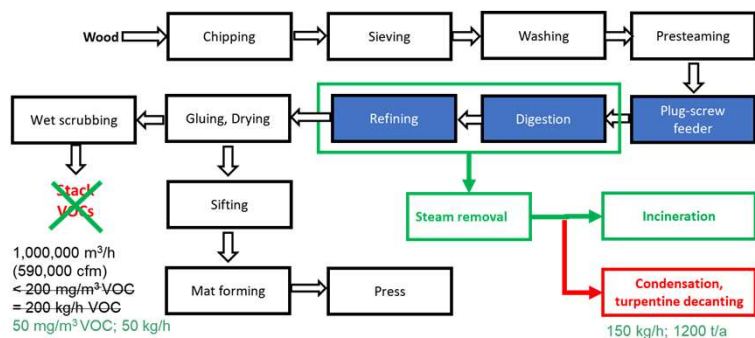 Wood
Chipping
Sieving
Washing
Presteaming
Wet scrubbing
Gluing, Drying
Refining
Digestion
Plug-screw
feeder
Stack
VOCs
Sifting
Steam removal
Incineration
1,000,000 m³/h
(590,000 cfm)
< 200 mg/m³ VOC
= 200 kg/h VOC
50 mg/m³ VOC; 50 kg/h
Mat forming
Press
Condensation,
turpentine decanting
150 kg/h; 1200 t/a